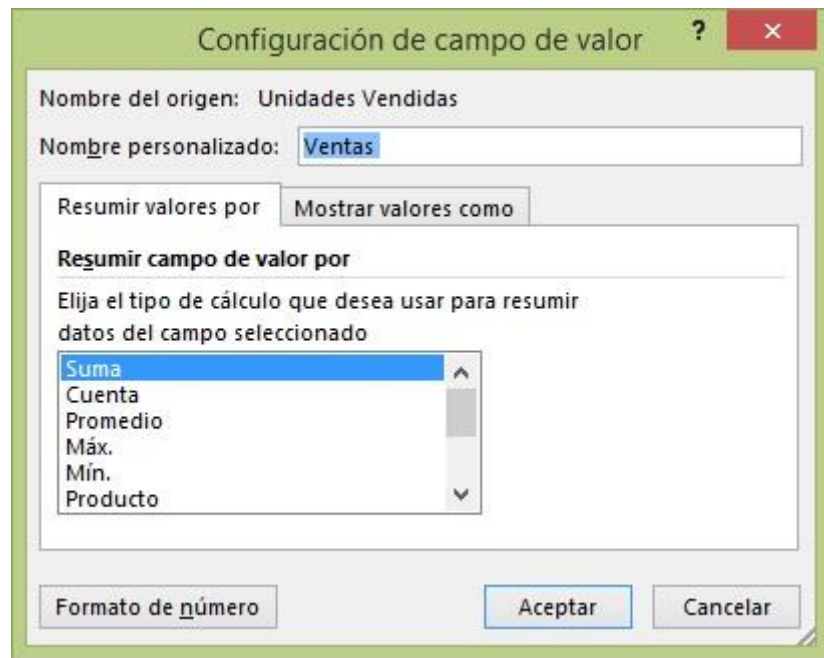 Configuración de campo de valor ?
Nombre del origen: Unidades Vendidas
Nombre personalizado: Ventas
Resumir valores por Mostrar valores como
Resumir campo de valor por
Elija el tipo de cálculo que desea usar para resumir
datos del campo seleccionado
Suma
Cuenta
Promedio
Máx.
Mín.
Producto
Formato de número Aceptar Cancelar